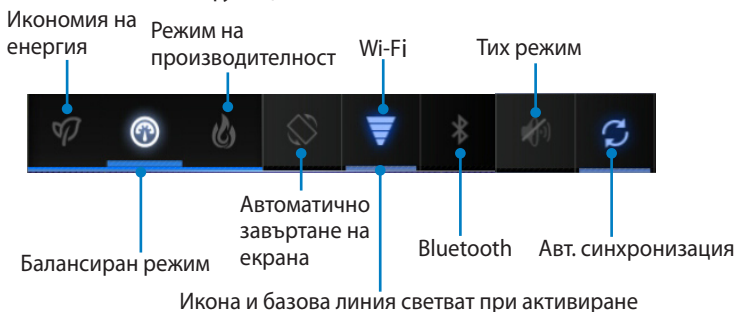 Икономия на
енергия
Режим на
производителност
Wi-Fi
Тих режим
Автоматично
завъртане на
екрана
Bluetooth
Авт. синхронизация
Балансиран режим
Икона и базова линия светват при активиране